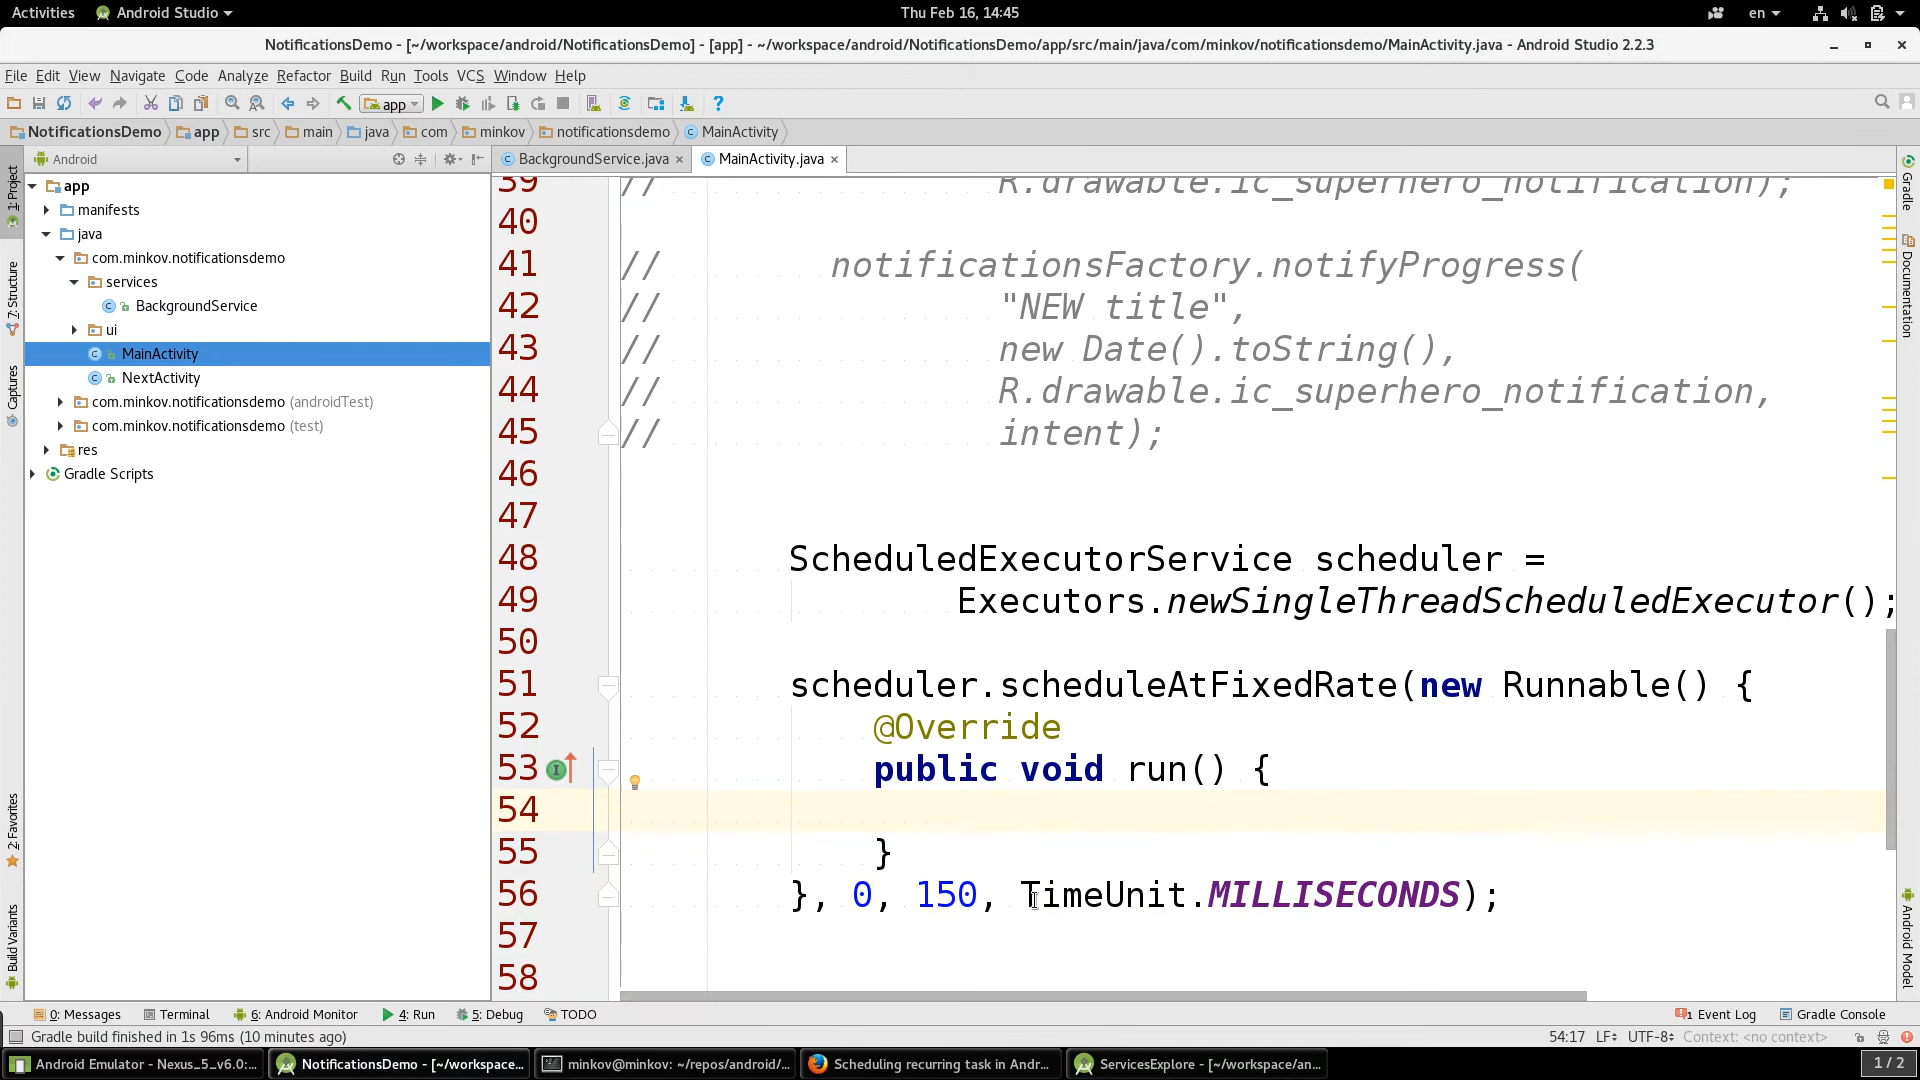 Activities Android Studio Thu Feb 16, 14:45 en
NotificationsDemo - [~/workspace/android/NotificationsDemo] - [app] - ~/workspace/android/NotificationsDemo/app/src/main/java/com/minkov/notificationsdemo/MainActivity.java - Android Studio 2.2.3
File Edit View Navigate Code Analyze Refactor Build Run Tools VCS Window Help
app
NotificationsDemo app src main java com minkov notificationsdemo MainActivity
Android
BackgroundService.java MainActivity.java
app
manifests
java
com.minkov.notificationsdemo
services
BackgroundService
ui
MainActivity
NextActivity
com.minkov.notificationsdemo (androidTest)
com.minkov.notificationsdemo (test)
res
Gradle Scripts
1: Project
7: Structure
Captures
2: Favorites
Build Variants
39 // R.drawable.ic_superhero_notification);
40
41 // notificationsFactory.notifyProgress(
42 // "NEW title",
43 // new Date().toString(),
44 // R.drawable.ic_superhero_notification,
45 // intent);
46
47
48 ScheduledExecutorService scheduler =
49 Executors.newSingleThreadScheduledExecutor();
50
51 scheduler.scheduleAtFixedRate(new Runnable() {
52 @Override
53 public void run() {
54
55 }
56 }, 0, 150, TimeUnit.MILLISECONDS);
57
58
Gradle
Documentation
Android Model
0: Messages Terminal 6: Android Monitor 4: Run 5: Debug TODO 1 Event Log Gradle Console
Gradle build finished in 1s 96ms (10 minutes ago) 54:17 LF UTF-8 Context: <no context>
Android Emulator - Nexus_5_v6.0:... NotificationsDemo - [~/workspace... minkov@minkov: ~/repos/android/... Scheduling recurring task in Andr... ServicesExplore - [~/workspace/an... 1 / 2